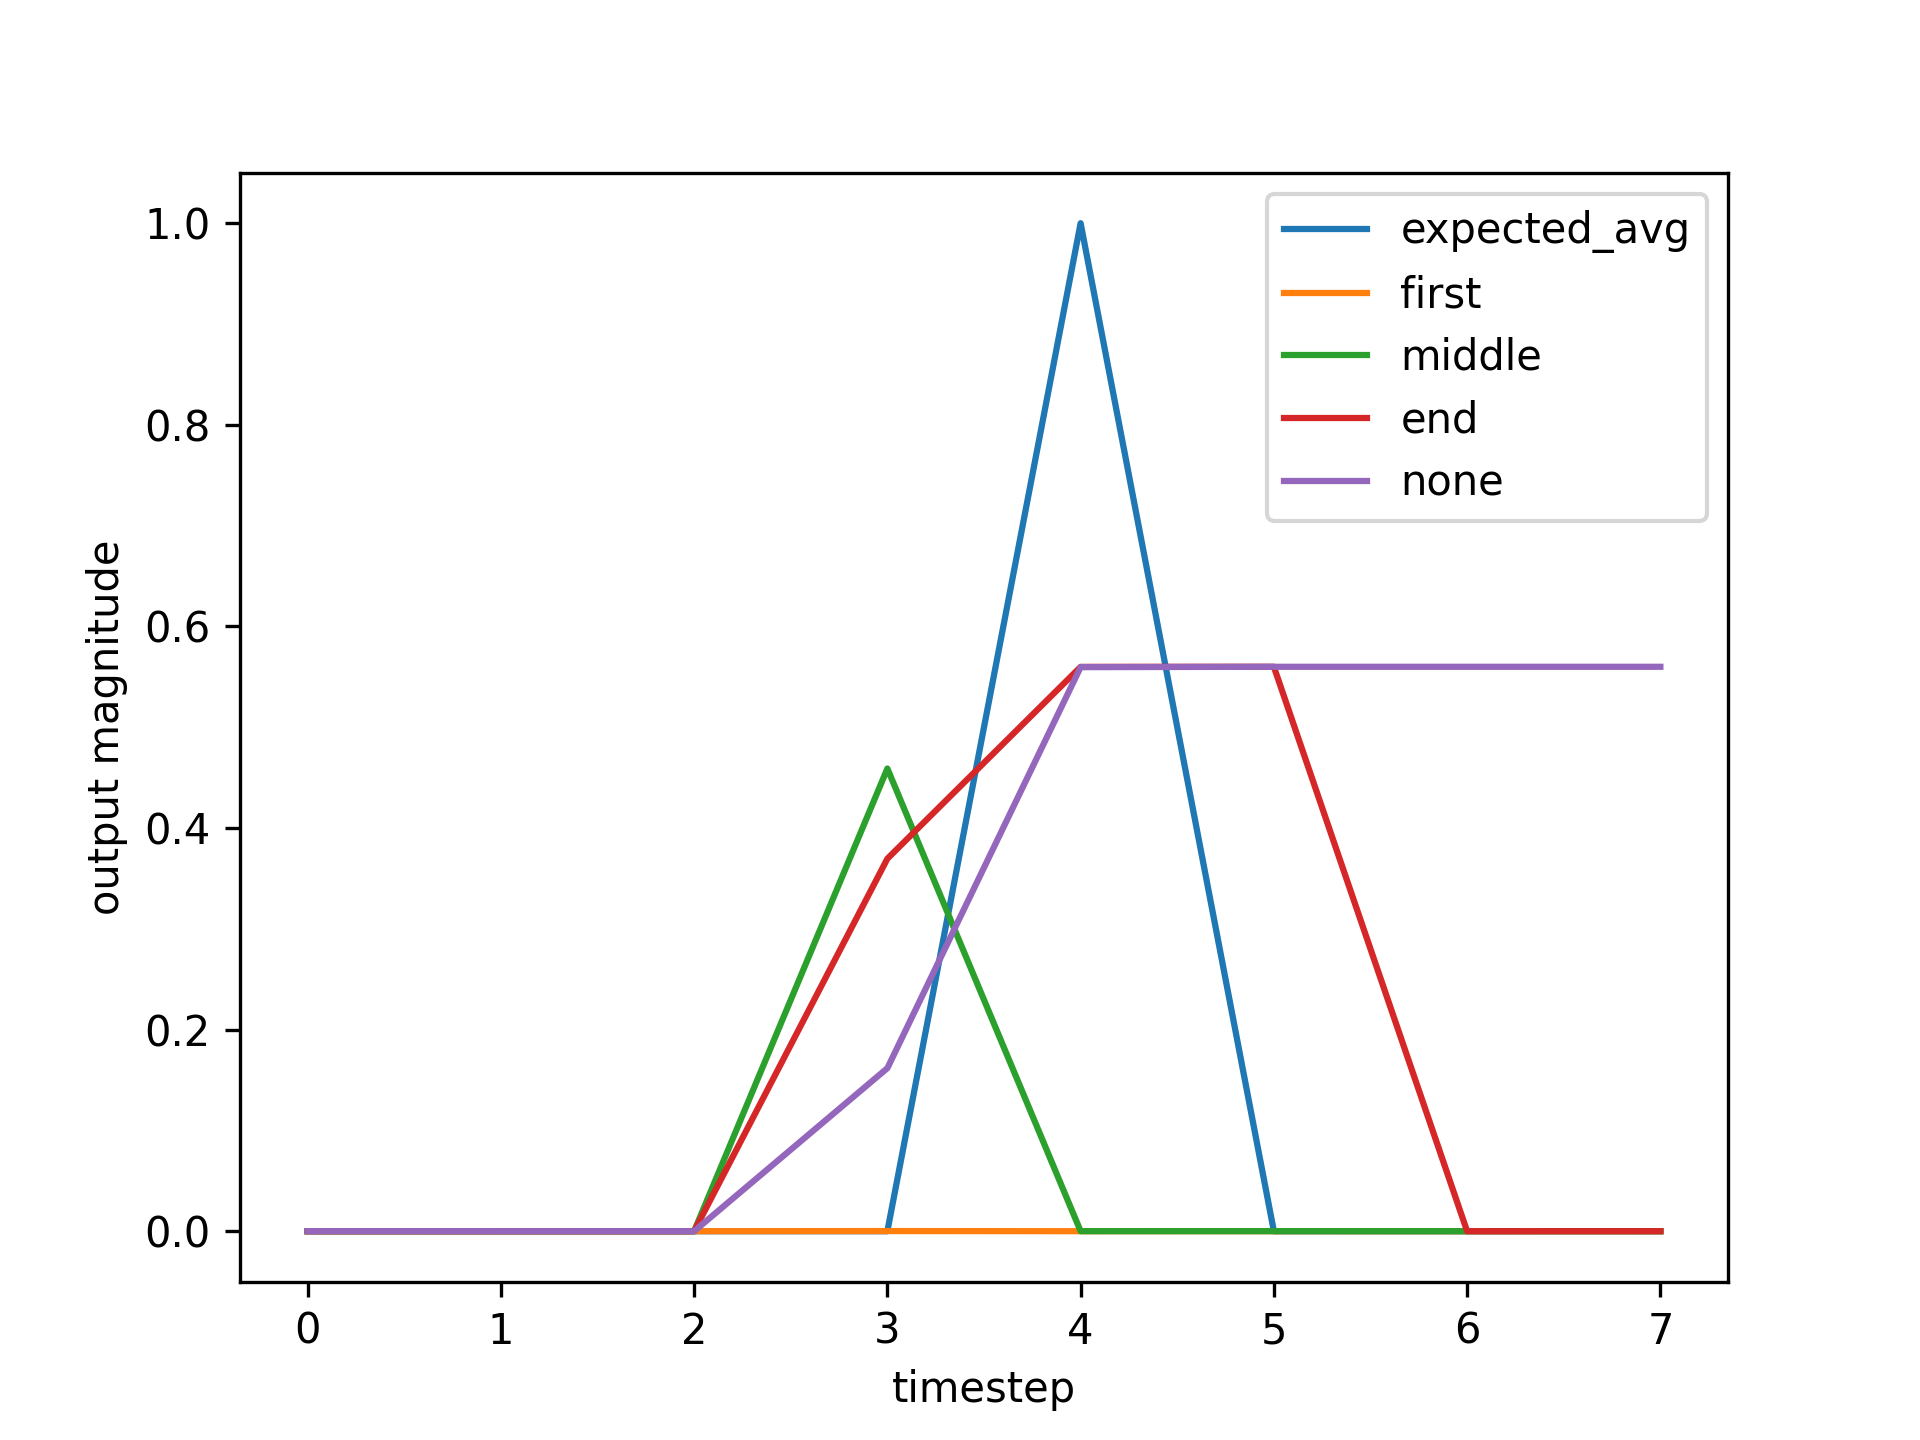 1.0
0.8
0.6
0.4
0.2
0.0
output magnitude
expected_avg
first
middle
end
none
0 1 2 3 4 5 6 7
timestep